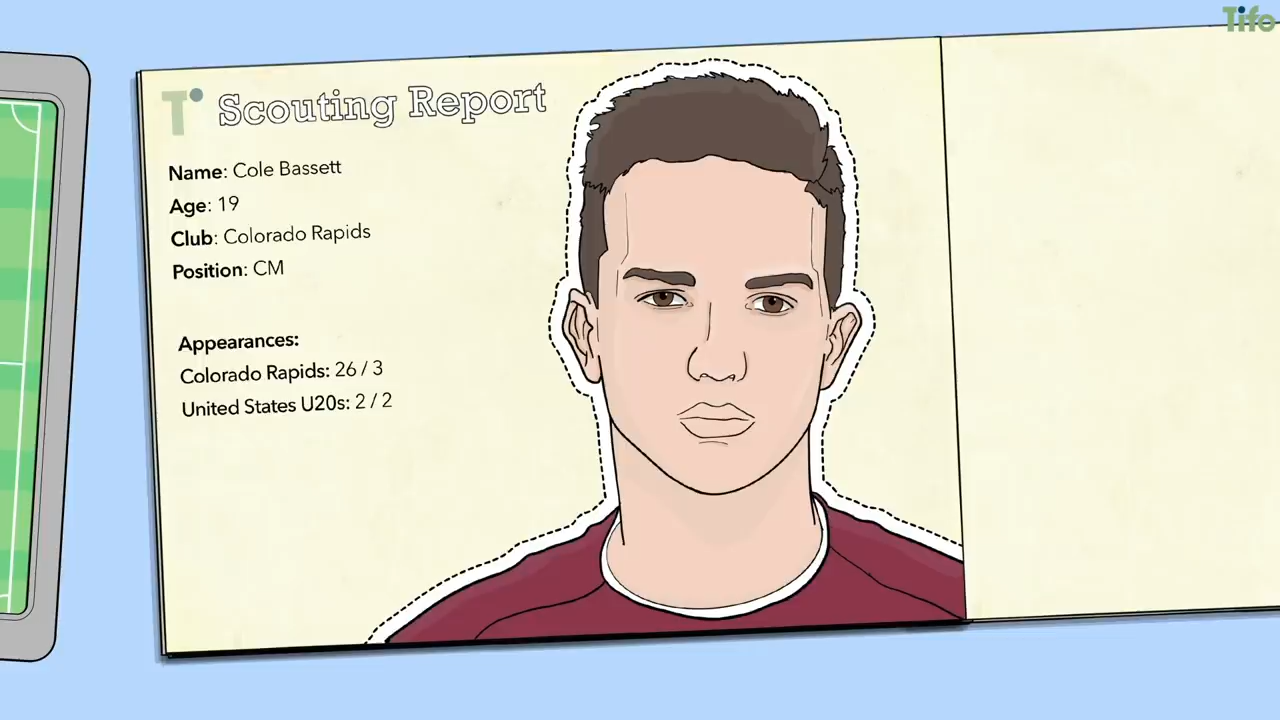 Tifo
T Scouting Report
Name: Cole Bassett
Age: 19
Club: Colorado Rapids
Position: CM
Appearances:
Colorado Rapids: 26 / 3
United States U20s: 2 / 2